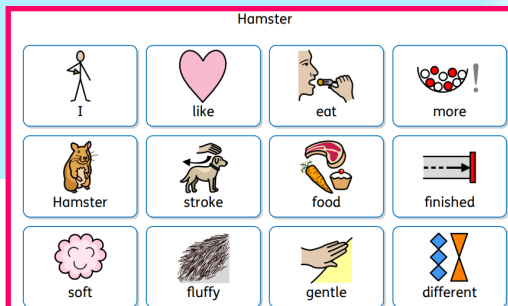 Hamster
I like eat more
Hamster stroke food finished
soft fluffy gentle different